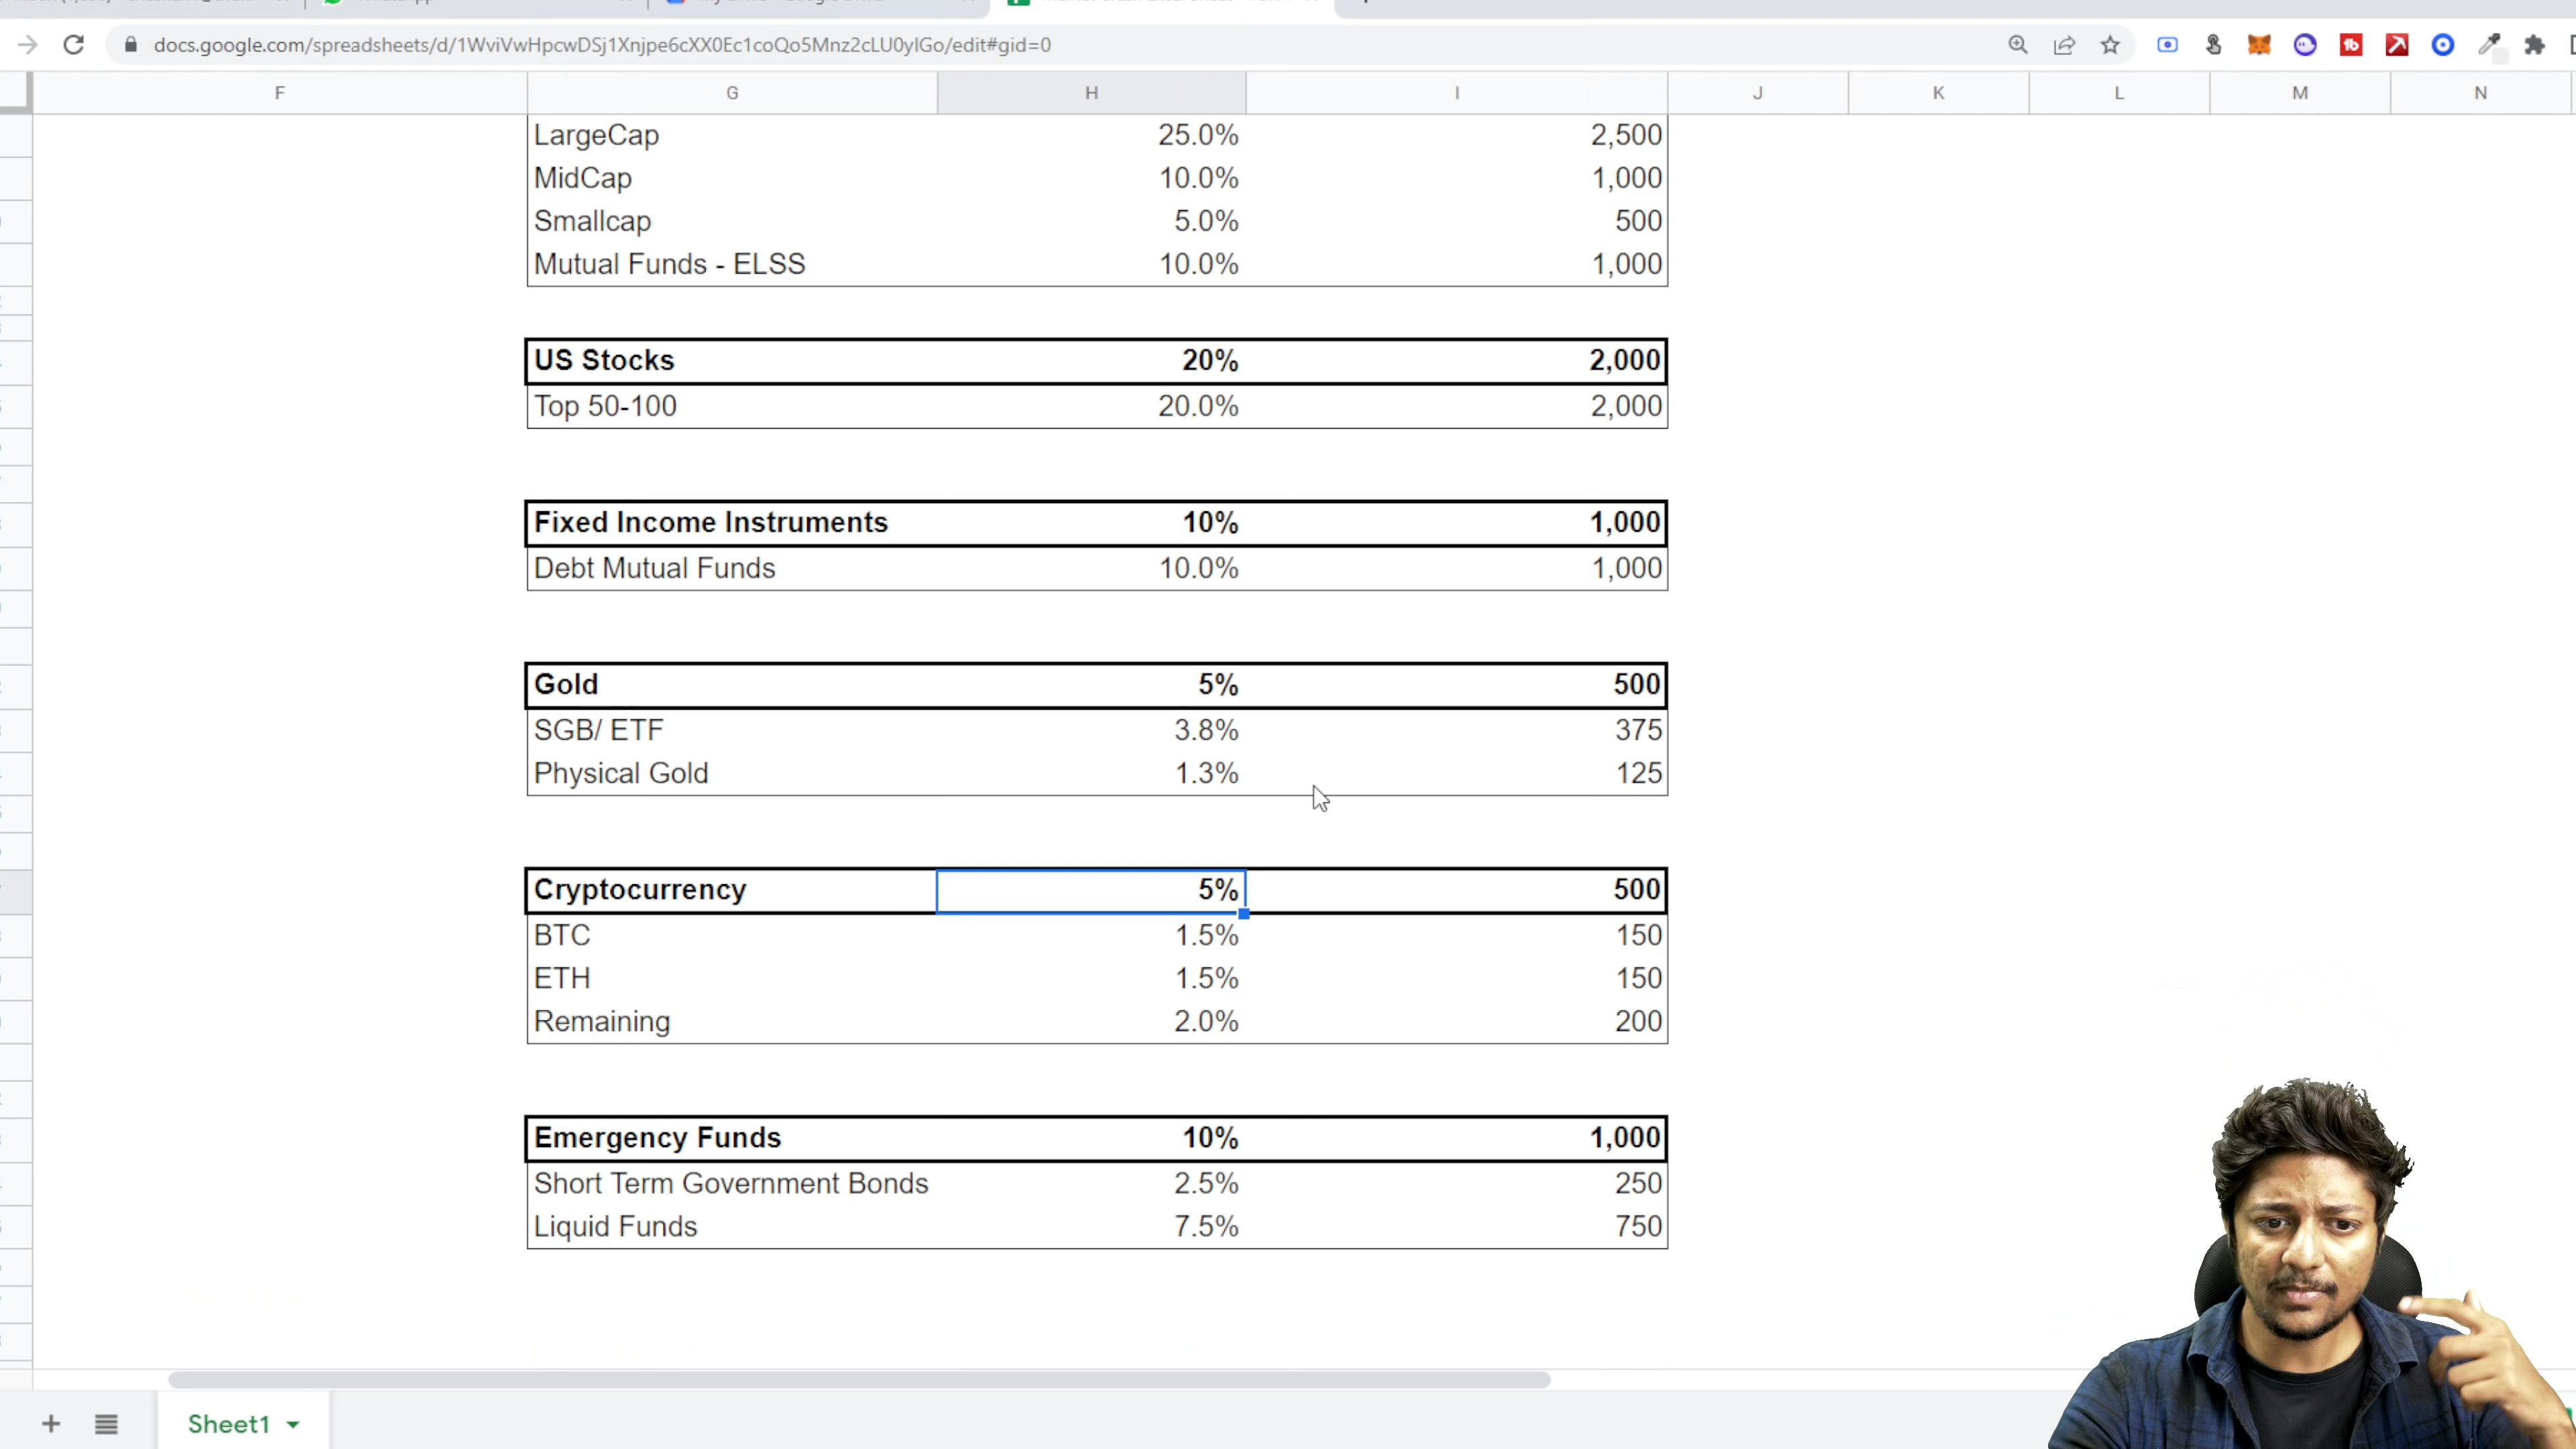 docs.google.com/spreadsheets/d/1WviVwHpcwDSj1Xnjpe6cXX0Ec1coQo5Mnz2cLU0ylGo/edit#gid=0
F G H I J K L M N
LargeCap 25.0% 2,500
MidCap 10.0% 1,000
Smallcap 5.0% 500
Mutual Funds - ELSS 10.0% 1,000
US Stocks 20% 2,000
Top 50-100 20.0% 2,000
Fixed Income Instruments 10% 1,000
Debt Mutual Funds 10.0% 1,000
Gold 5% 500
SGB/ ETF 3.8% 375
Physical Gold 1.3% 125
Cryptocurrency 5% 500
BTC 1.5% 150
ETH 1.5% 150
Remaining 2.0% 200
Emergency Funds 10% 1,000
Short Term Government Bonds 2.5% 250
Liquid Funds 7.5% 750
Sheet1